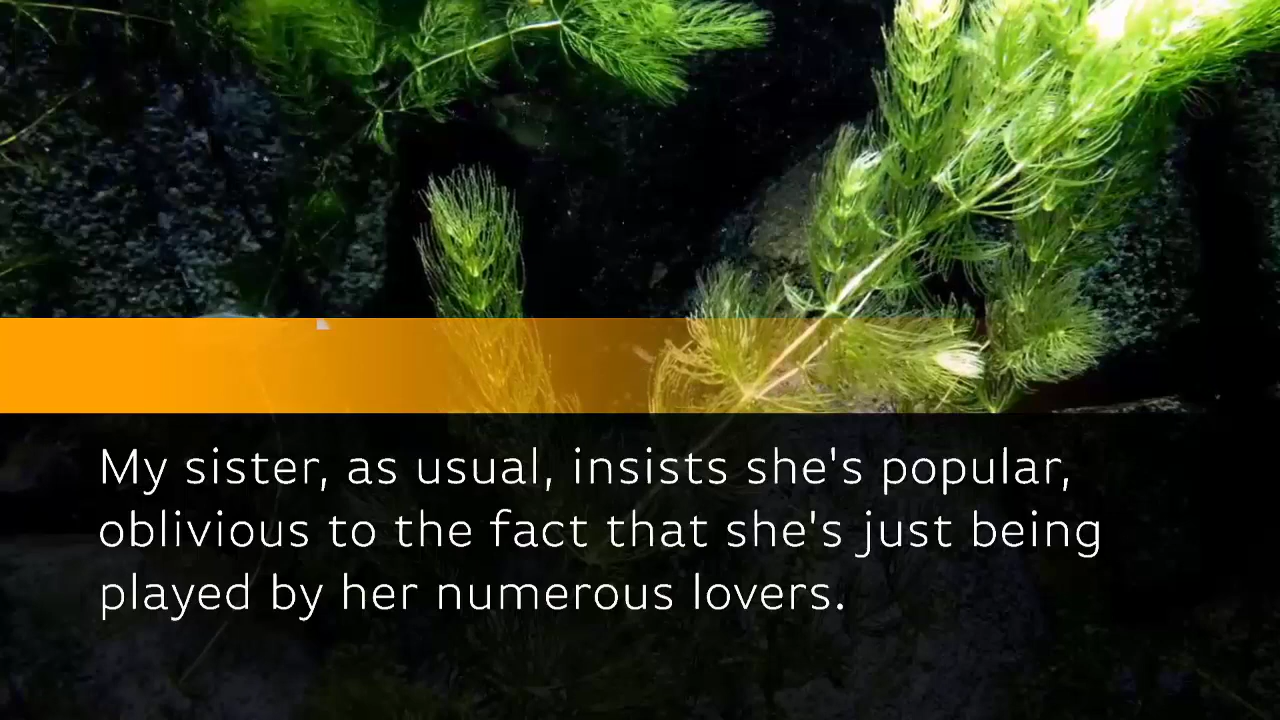 My sister, as usual, insists she's popular,
oblivious to the fact that she's just being
played by her numerous lovers.